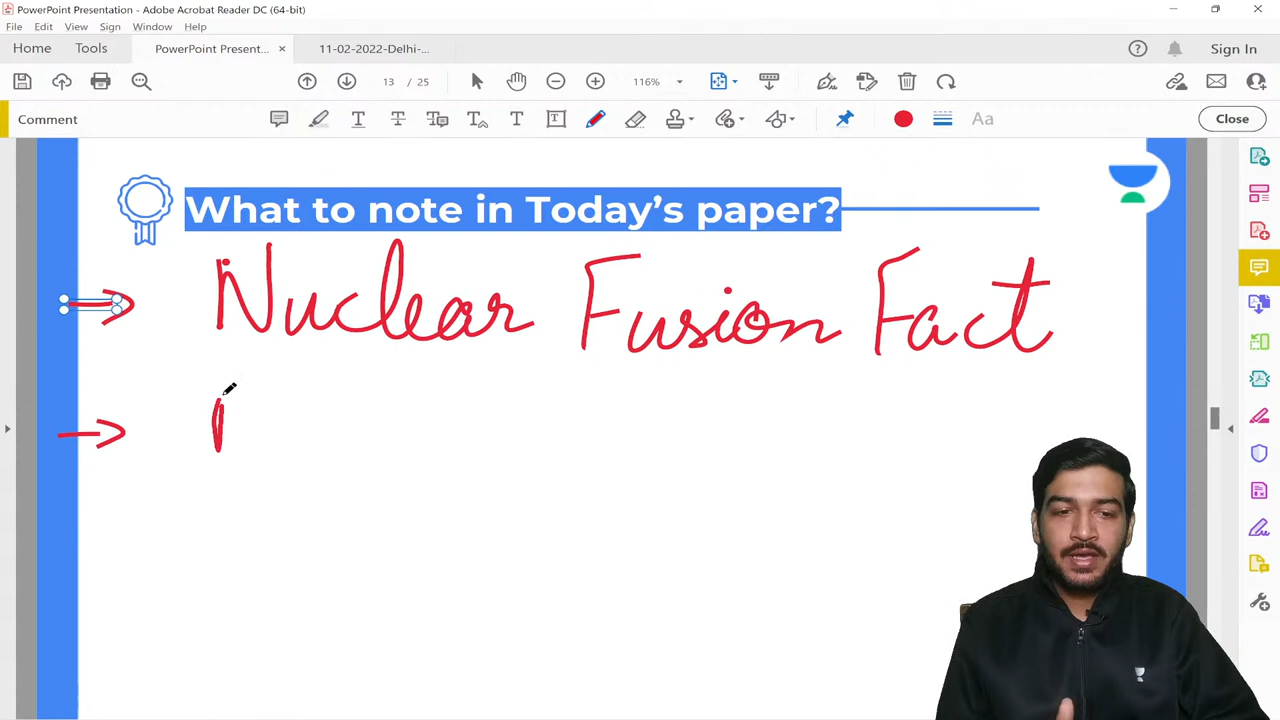 PowerPoint Presentation - Adobe Acrobat Reader DC (64-bit)
File Edit View Sign Window Help
Home Tools PowerPoint Present... × 11-02-2022-Delhi-... Sign In
13 / 25 116%
Comment Aa Close
What to note in Today’s paper?
→ Nuclear Fusion Fact
→